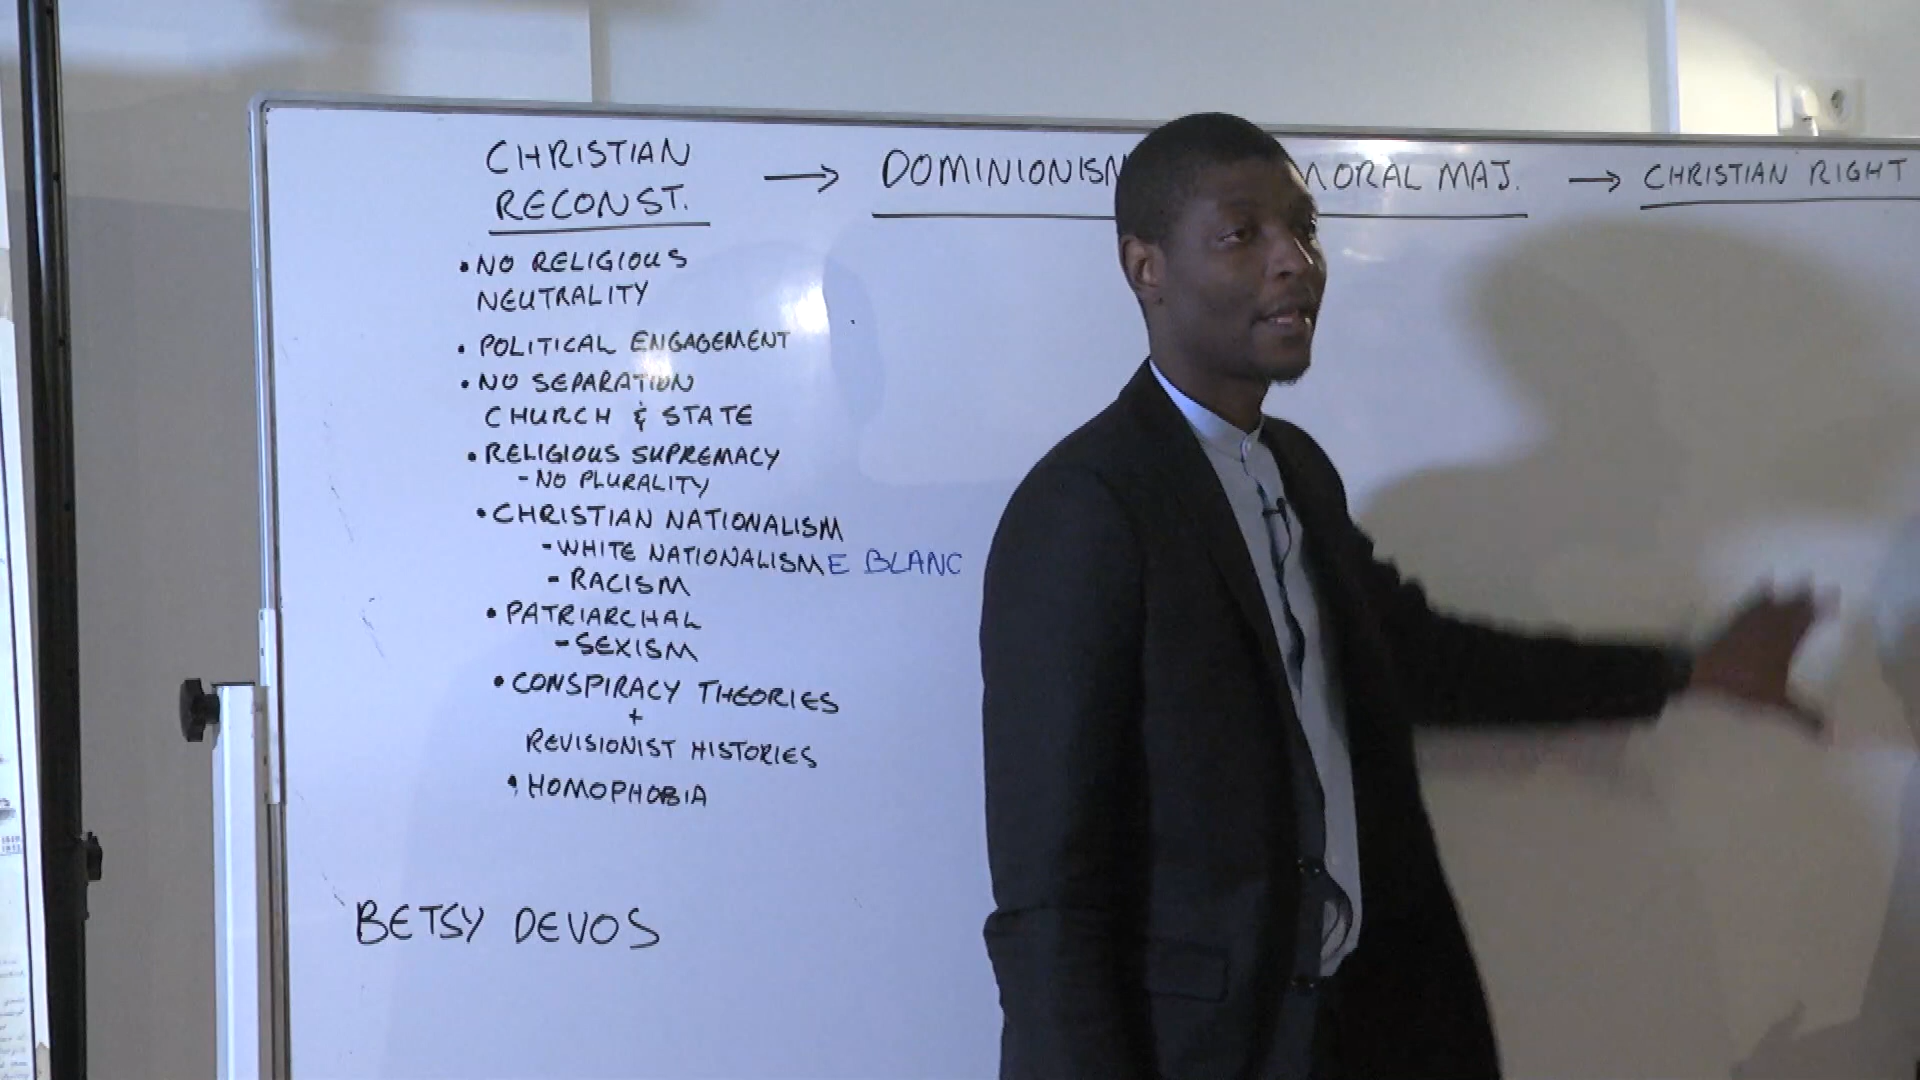 CHRISTIAN
RECONST.
→ DOMINIONISM
MORAL MAJ.
→ CHRISTIAN RIGHT
• NO RELIGIOUS
NEUTRALITY
• POLITICAL ENGAGEMENT
• NO SEPARATION
CHURCH & STATE
• RELIGIOUS SUPREMACY
- NO PLURALITY
• CHRISTIAN NATIONALISM
- WHITE NATIONALISME BLANC
- RACISM
• PATRIARCHAL
- SEXISM
• CONSPIRACY THEORIES
+
REVISIONIST HISTORIES
• HOMOPHOBIA
BETSY DEVOS